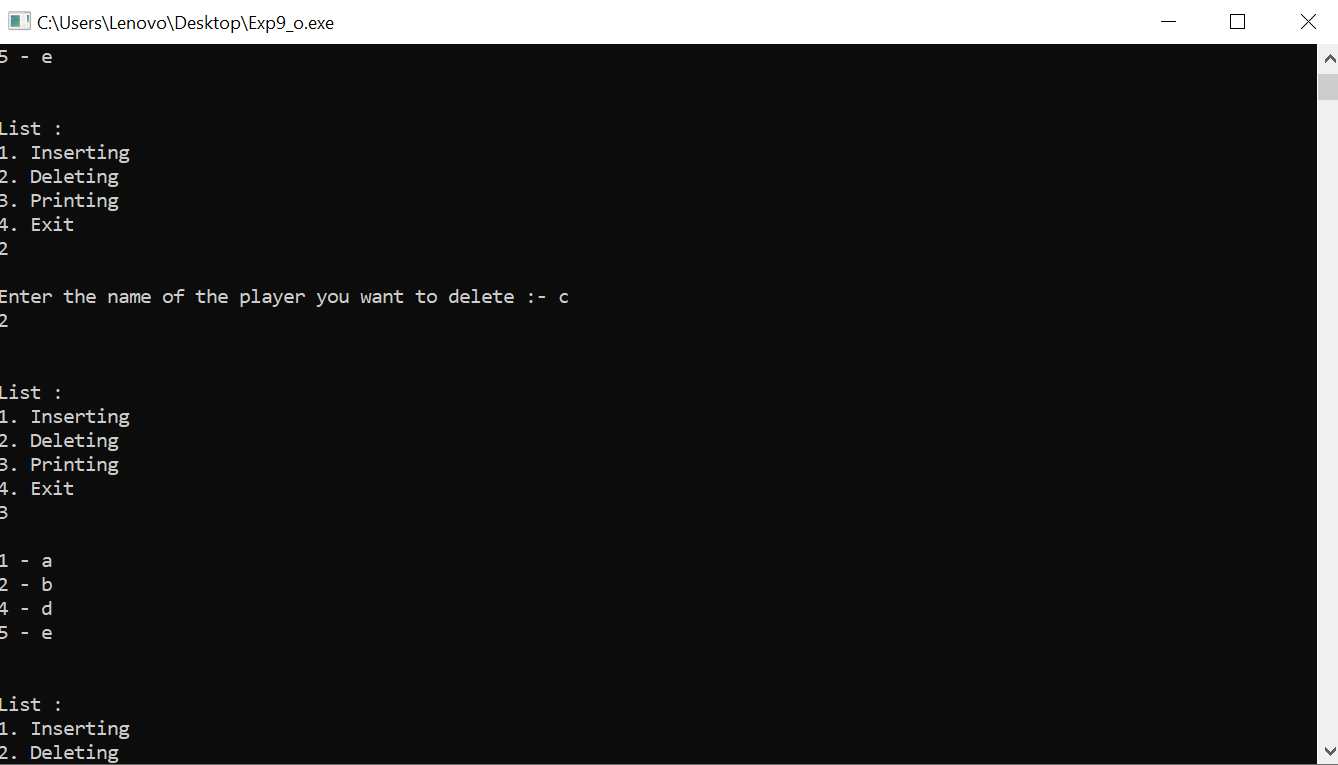 C:\Users\Lenovo\Desktop\Exp9_o.exe
5 - e
List :
1. Inserting
2. Deleting
3. Printing
4. Exit
2
Enter the name of the player you want to delete :- c
2
List :
1. Inserting
2. Deleting
3. Printing
4. Exit
3
1 - a
2 - b
4 - d
5 - e
List :
1. Inserting
2. Deleting